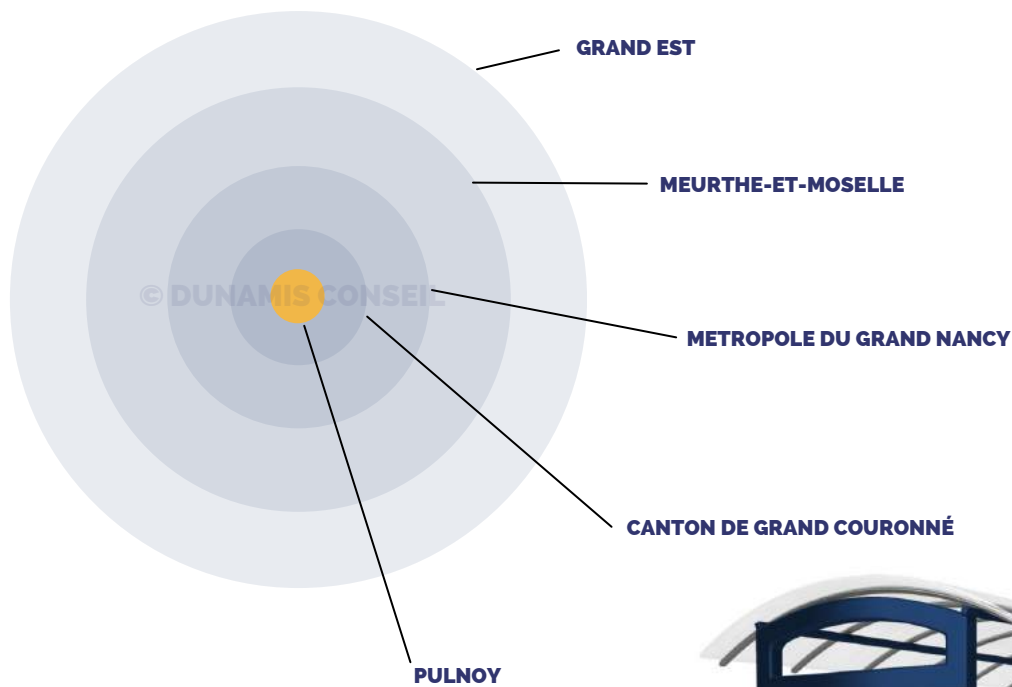 GRAND EST
MEURTHE-ET-MOSELLE
© DUNAMIS CONSEIL
METROPOLE DU GRAND NANCY
CANTON DE GRAND COURONNÉ
PULNOY